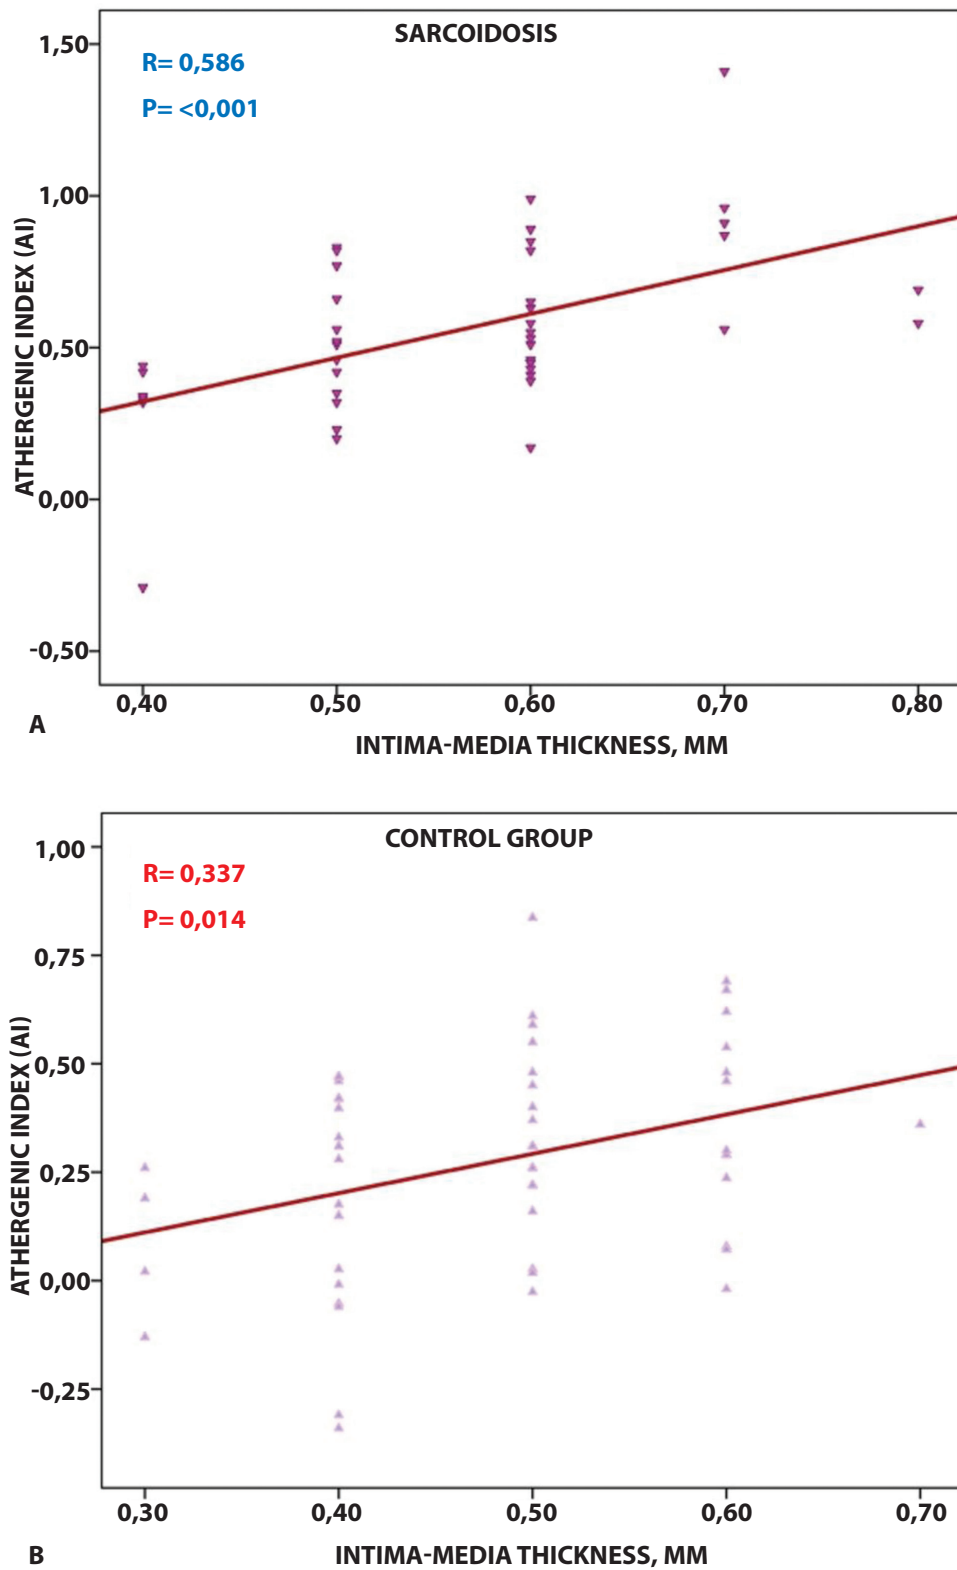 SARCOIDOSIS
R= 0,586
P= <0,001
ATHERGENIC INDEX (AI)
1,50
1,00
0,50
0,00
-0,50
0,40 0,50 0,60 0,70 0,80
A
INTIMA-MEDIA THICKNESS, MM
CONTROL GROUP
R= 0,337
P= 0,014
ATHERGENIC INDEX (AI)
1,00
0,75
0,50
0,25
0,00
-0,25
0,30 0,40 0,50 0,60 0,70
B INTIMA-MEDIA THICKNESS, MM